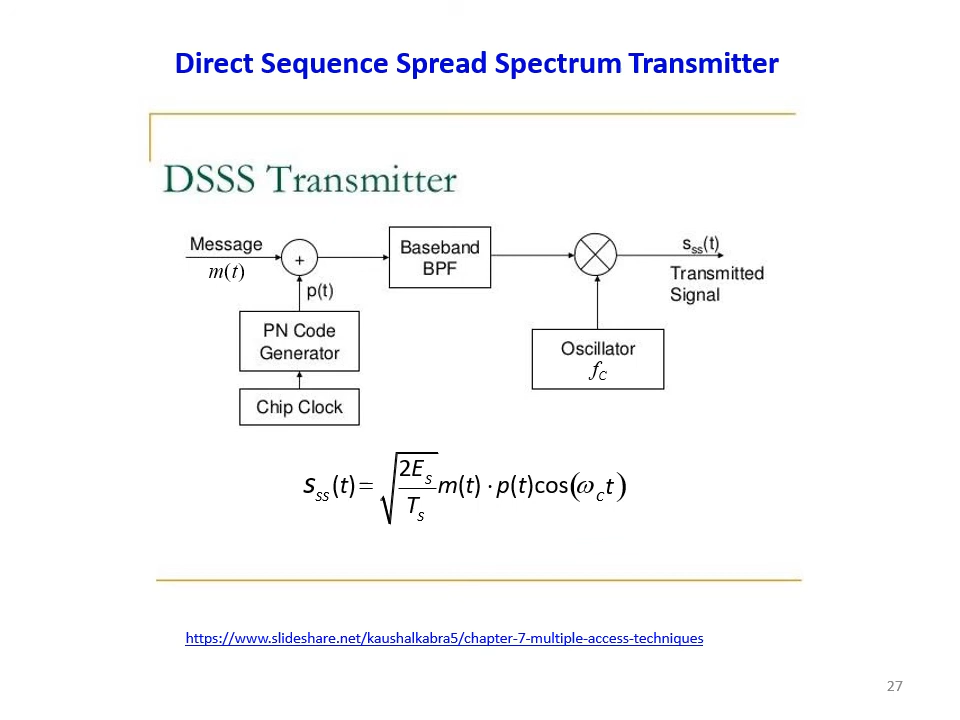 Direct Sequence Spread Spectrum Transmitter
DSSS Transmitter
Message
m(t)
+
p(t)
PN Code
Generator
Chip Clock
Baseband
BPF
Oscillator
f_C
s_ss(t)
Transmitted
Signal
s_ss(t) = √(2E_s/T_s) m(t) · p(t)cos(ω_c t)
https://www.slideshare.net/kaushalkabra5/chapter-7-multiple-access-techniques
27